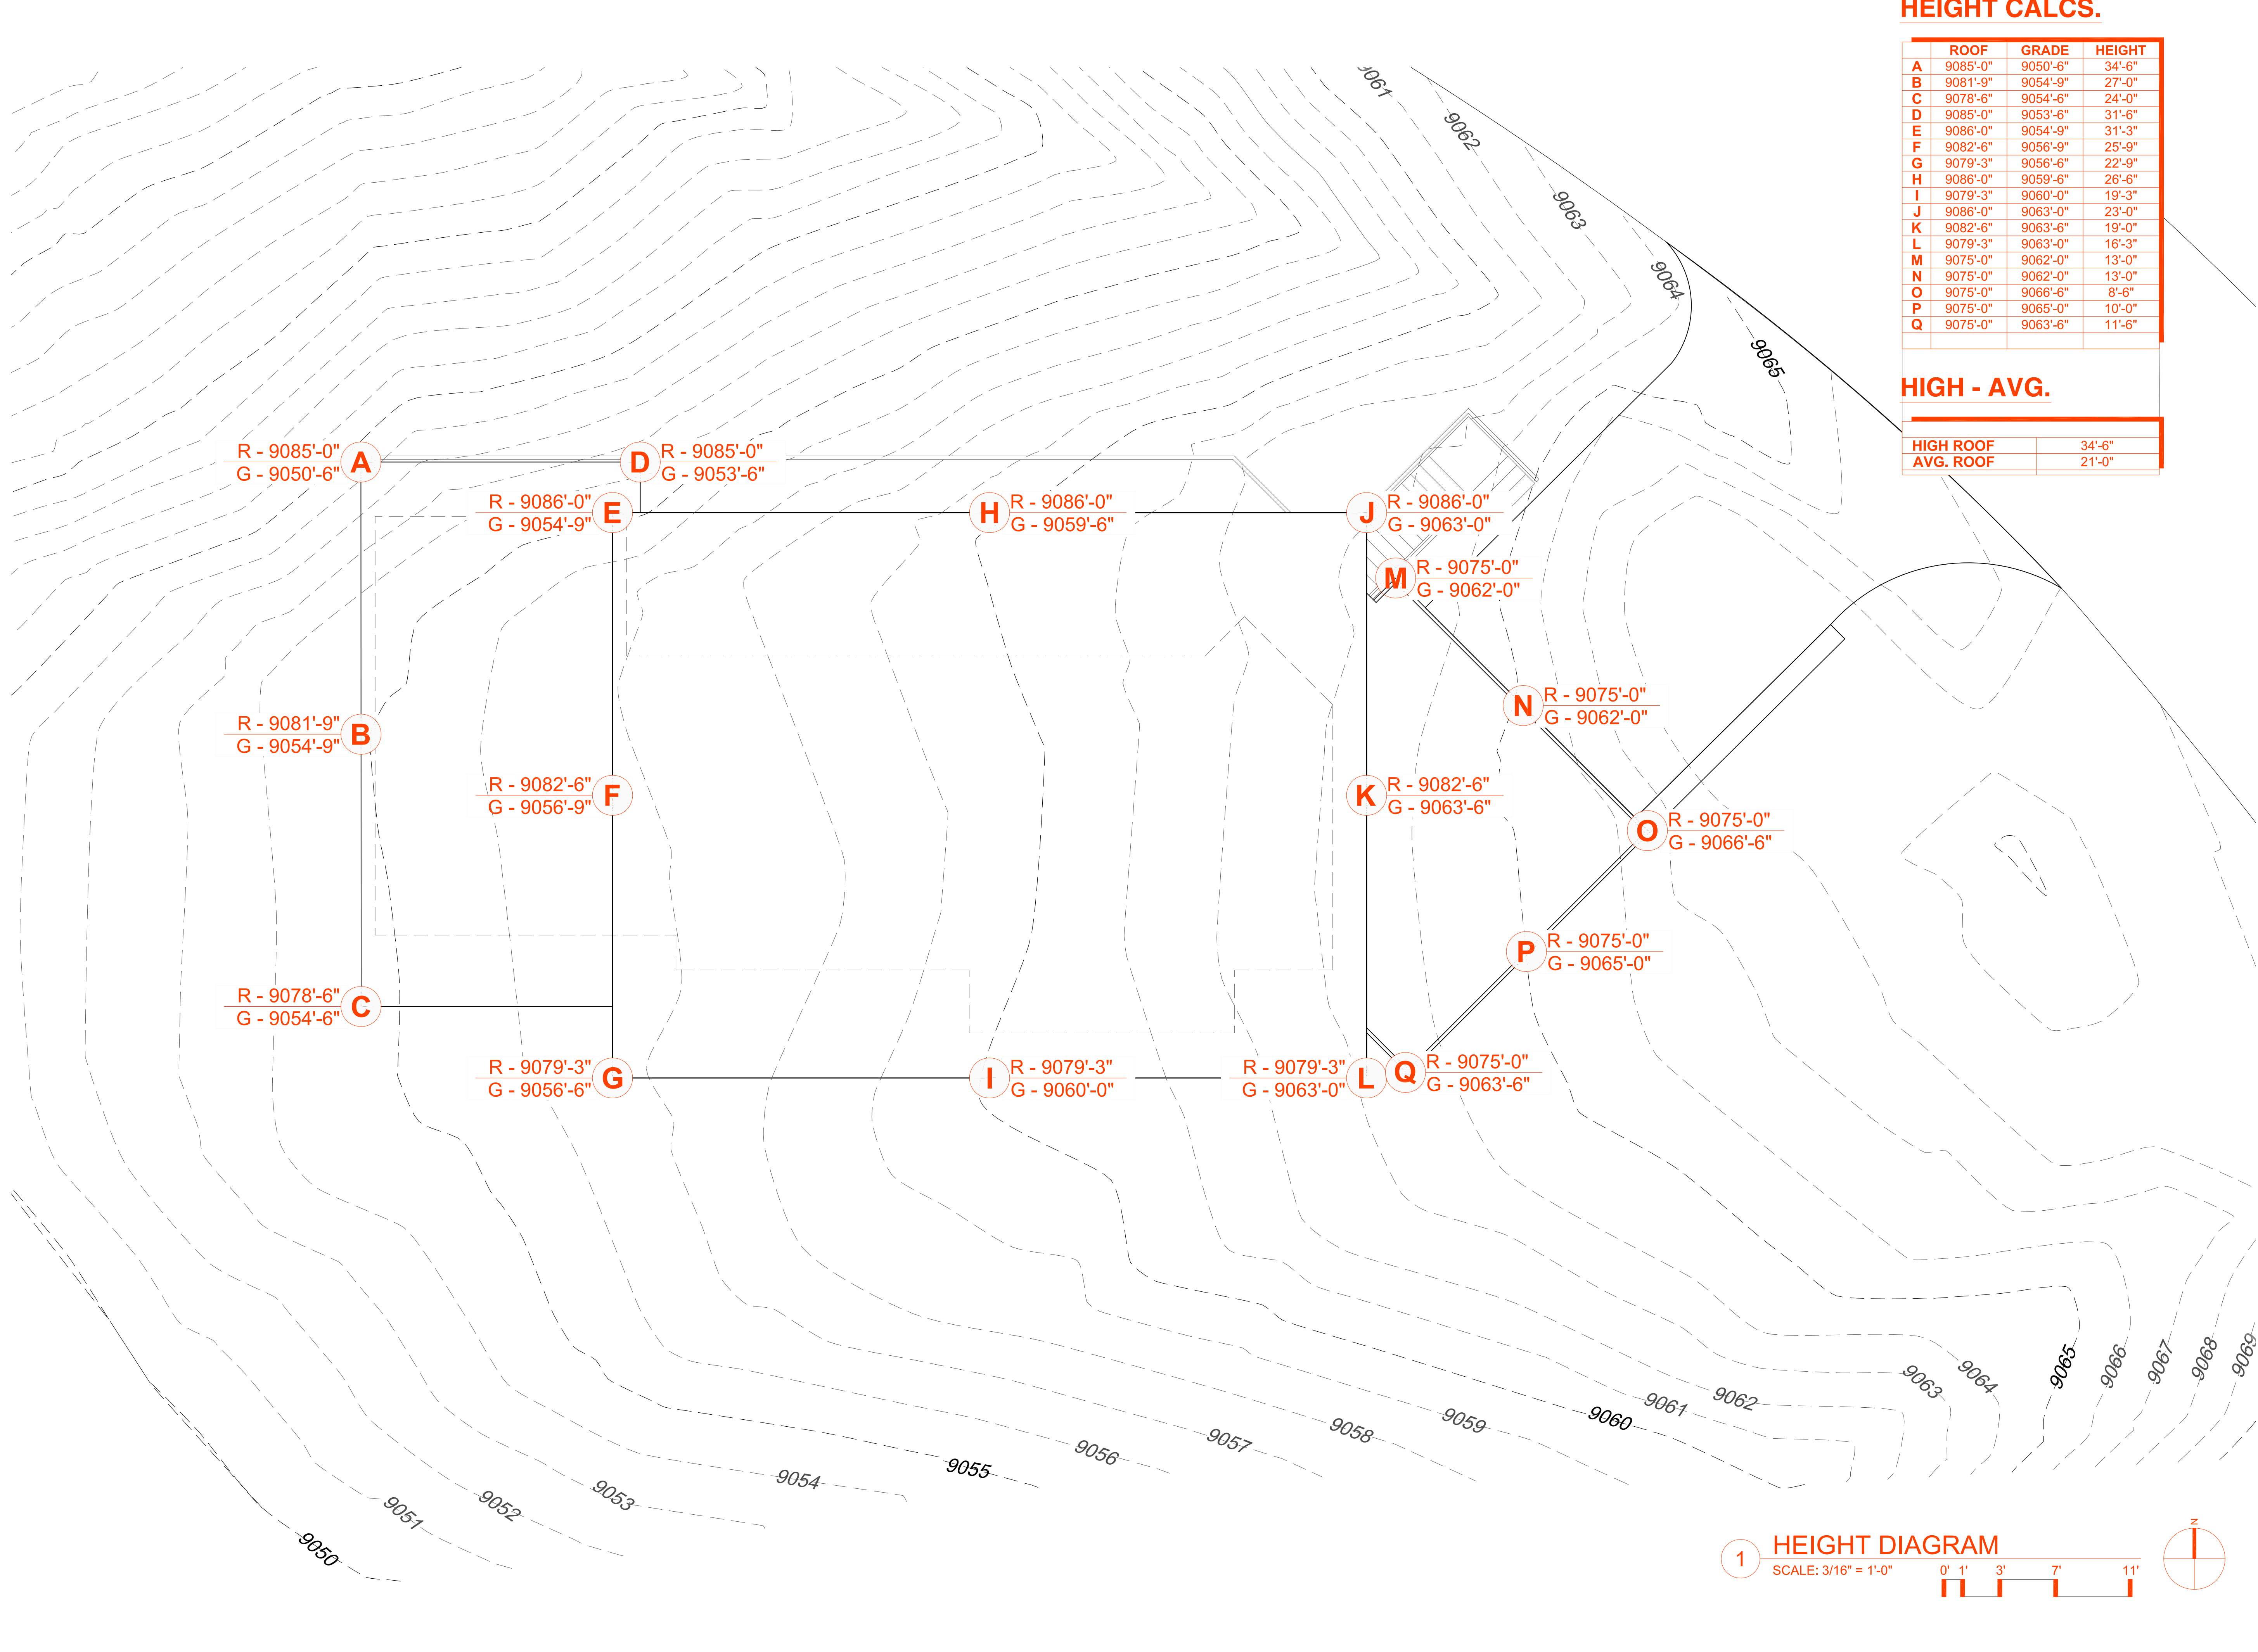 HEIGHT CALCS.
ROOF GRADE HEIGHT
A 9085'-0" 9050'-6" 34'-6"
B 9081'-9" 9054'-9" 27'-0"
C 9078'-6" 9054'-6" 24'-0"
D 9085'-0" 9053'-6" 31'-6"
E 9086'-0" 9054'-9" 31'-3"
F 9082'-6" 9056'-9" 25'-9"
G 9079'-3" 9056'-6" 22'-9"
H 9086'-0" 9059'-6" 26'-6"
I 9079'-3" 9060'-0" 19'-3"
J 9086'-0" 9063'-0" 23'-0"
K 9082'-6" 9063'-6" 19'-0"
L 9079'-3" 9063'-0" 16'-3"
M 9075'-0" 9062'-0" 13'-0"
N 9075'-0" 9062'-0" 13'-0"
O 9075'-0" 9066'-6" 8'-6"
P 9075'-0" 9065'-0" 10'-0"
Q 9075'-0" 9063'-6" 11'-6"
HIGH - AVG.
HIGH ROOF 34'-6"
AVG. ROOF 21'-0"
9061
9062
9063
9064
9065
R - 9085'-0"
G - 9050'-6"
A
D
R - 9085'-0"
G - 9053'-6"
R - 9086'-0"
G - 9054'-9"
E
H
R - 9086'-0"
G - 9059'-6"
J
R - 9086'-0"
G - 9063'-0"
M
R - 9075'-0"
G - 9062'-0"
N
R - 9075'-0"
G - 9062'-0"
R - 9081'-9"
G - 9054'-9"
B
R - 9082'-6"
G - 9056'-9"
F
K
R - 9082'-6"
G - 9063'-6"
O
R - 9075'-0"
G - 9066'-6"
P
R - 9075'-0"
G - 9065'-0"
R - 9078'-6"
G - 9054'-6"
C
R - 9079'-3"
G - 9056'-6"
G
I
R - 9079'-3"
G - 9060'-0"
R - 9079'-3"
G - 9063'-0"
L
Q
R - 9075'-0"
G - 9063'-6"
9050
9051
9052
9053
9054
9055
9056
9057
9058
9059
9060
9061
9062
9063
9064
9065
9066
9067
9068
9069
1
HEIGHT DIAGRAM
SCALE: 3/16" = 1'-0"
0' 1' 3' 7' 11'
N